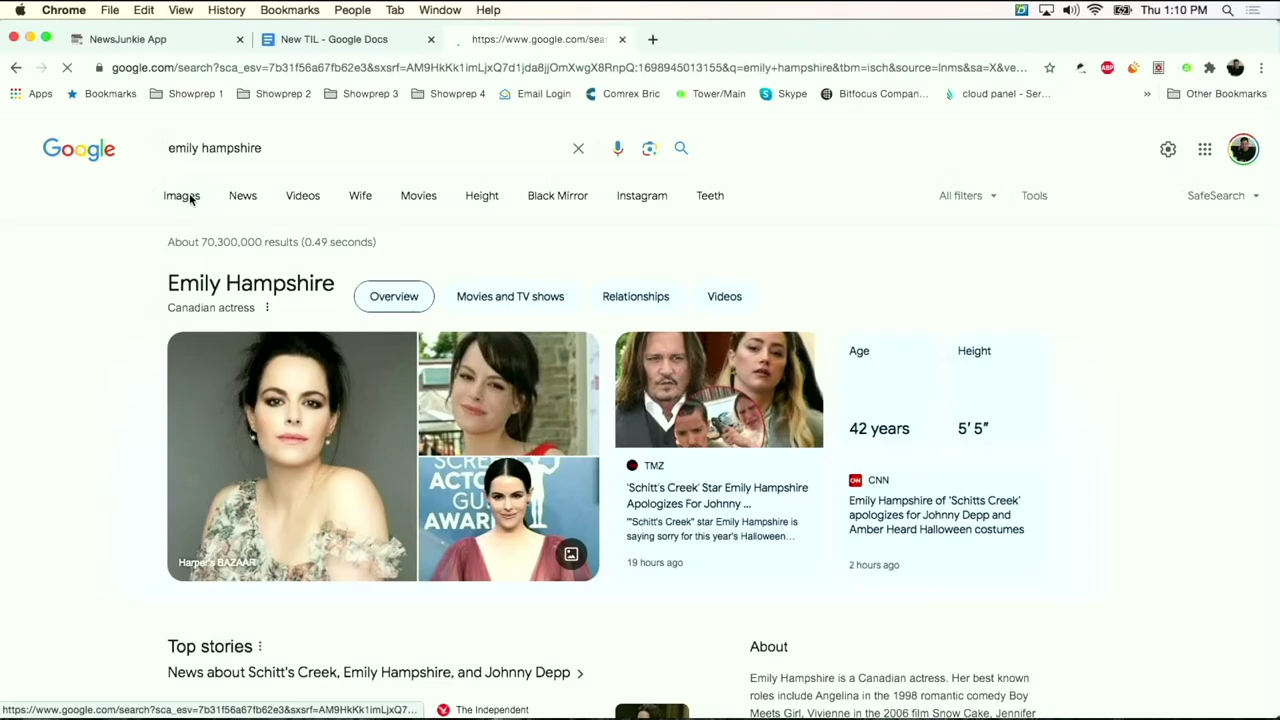 Chrome File Edit View History Bookmarks People Tab Window Help Thu 1:10 PM
NewsJunkie App × New TIL - Google Docs × https://www.google.com/sear × +
google.com/search?sca_esv=7b31f56a67fb62e3&sxsrf=AM9HkKk1imLjxQ7d1jda8jjOmXwgX8RnpQ:1698945013155&q=emily+hampshire&tbm=isch&source=lnms&sa=X&ve...
Apps Bookmarks Showprep 1 Showprep 2 Showprep 3 Showprep 4 Email Login Comrex Bric Tower/Main Skype Bitfocus Compan... cloud panel - Ser... » Other Bookmarks
Google emily hampshire
Images News Videos Wife Movies Height Black Mirror Instagram Teeth All filters Tools SafeSearch
About 70,300,000 results (0.49 seconds)
Emily Hampshire
Canadian actress
Overview Movies and TV shows Relationships Videos
Harper's BAZAAR
SCREE
ACTO
GU
AWAR
TMZ
'Schitt's Creek' Star Emily Hampshire
Apologizes For Johnny ...
"'Schitt's Creek" star Emily Hampshire is
saying sorry for this year's Halloween...
19 hours ago
Age
42 years
Height
5′ 5″
CNN
Emily Hampshire of 'Schitts Creek'
apologizes for Johnny Depp and
Amber Heard Halloween costumes
2 hours ago
Top stories
News about Schitt's Creek, Emily Hampshire, and Johnny Depp
The Independent
About
Emily Hampshire is a Canadian actress. Her best known
roles include Angelina in the 1998 romantic comedy Boy
Meets Girl, Vivienne in the 2006 film Snow Cake, Jennifer
https://www.google.com/search?sca_esv=7b31f56a67fb62e3&sxsrf=AM9HkKk1imLjxQ7...